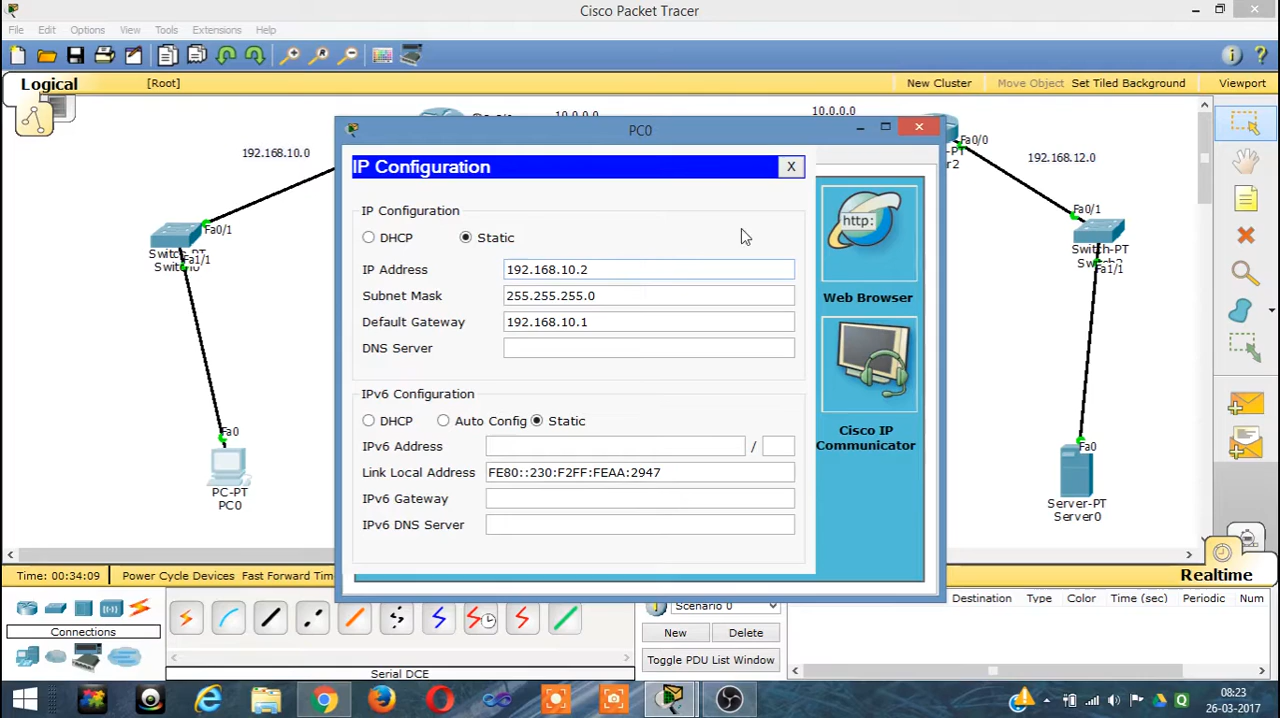 Cisco Packet Tracer
File Edit Options View Tools Extensions Help
Logical [Root] New Cluster Move Object Set Tiled Background Viewport
10.0.0.0
192.168.10.0
Fa0/0
192.168.12.0
PC0
IP Configuration X
IP Configuration
DHCP Static
IP Address 192.168.10.2
Subnet Mask 255.255.255.0
Default Gateway 192.168.10.1
DNS Server
IPv6 Configuration
DHCP Auto Config Static
IPv6 Address /
Link Local Address FE80::230:F2FF:FEAA:2947
IPv6 Gateway
IPv6 DNS Server
http:
Web Browser
Cisco IP
Communicator
Fa0/1
Switch-PT
Fa1/1
Fa0
PC-PT
PC0
Fa0/1
Switch-PT
Fa1/1
Fa0
Server-PT
Server0
Time: 00:34:09 Power Cycle Devices Fast Forward Tim
Realtime
Connections
Serial DCE
Scenario 0
New Delete
Toggle PDU List Window
Destination Type Color Time (sec) Periodic Num
08:23
26-03-2017